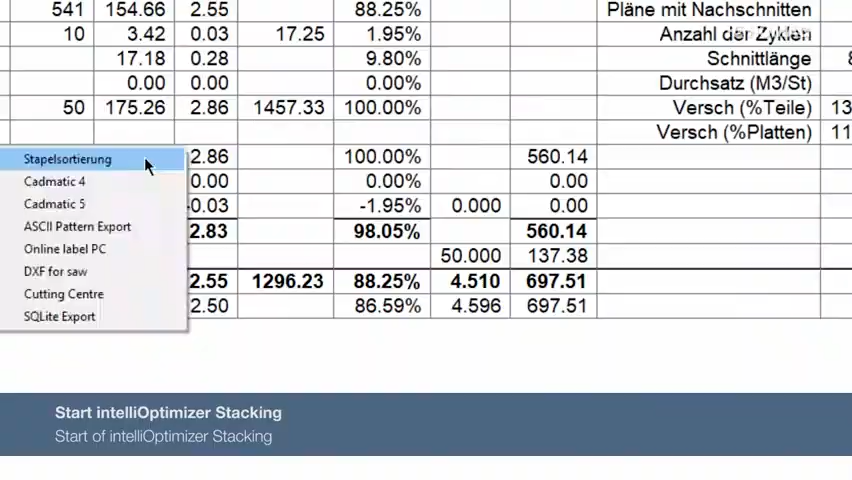 541 154.66 2.55 88.25% Pläne mit Nachschnitten
10 3.42 0.03 17.25 1.95% Anzahl der Zyklen
17.18 0.28 9.80% Schnittlänge 8
0.00 0.00 0.00% Durchsatz (M3/St)
50 175.26 2.86 1457.33 100.00% Versch (%Teile) 13
Versch (%Platten) 11
Stapelsortierung 2.86 100.00% 560.14
Cadmatic 4 0.00 0.00% 0.00
Cadmatic 5 -0.03 -1.95% 0.000 0.00
ASCII Pattern Export 2.83 98.05% 560.14
Online label PC 50.000 137.38
DXF for saw 2.55 1296.23 88.25% 4.510 697.51
Cutting Centre 2.50 86.59% 4.596 697.51
SQLite Export
Start intelliOptimizer Stacking
Start of intelliOptimizer Stacking